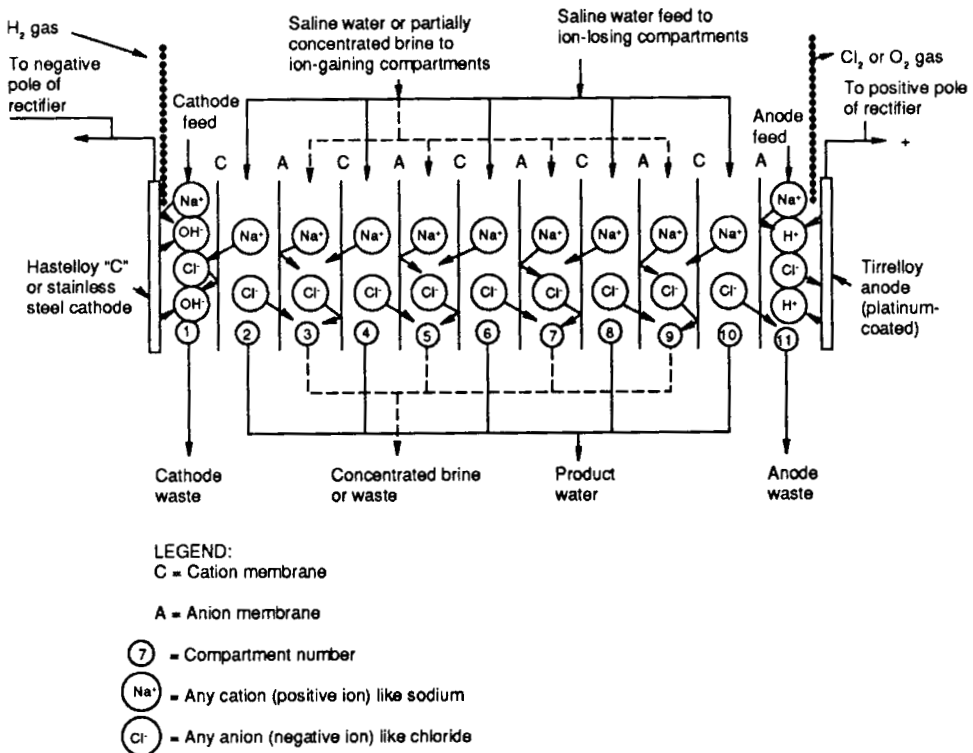 H₂ gas
To negative
pole of
rectifier
Cathode
feed
Saline water or partially
concentrated brine to
ion-gaining compartments
Saline water feed to
ion-losing compartments
Cl₂ or O₂ gas
To positive pole
of rectifier
Anode
feed
+
C A C A C A C A C A
Na⁺ Na⁺
OH⁻ Na⁺ Na⁺ Na⁺ Na⁺ Na⁺ Na⁺ Na⁺ Na⁺ Na⁺ H⁺
Cl⁻ Cl⁻
OH⁻ Cl⁻ Cl⁻ Cl⁻ Cl⁻ Cl⁻ Cl⁻ Cl⁻ Cl⁻ Cl⁻ H⁺
1 2 3 4 5 6 7 8 9 10 11
Hastelloy "C"
or stainless
steel cathode
Tirrelloy
anode
(platinum-
coated)
Cathode
waste
Concentrated brine
or waste
Product
water
Anode
waste
LEGEND:
C = Cation membrane
A = Anion membrane
7 = Compartment number
Na⁺ = Any cation (positive ion) like sodium
Cl⁻ = Any anion (negative ion) like chloride